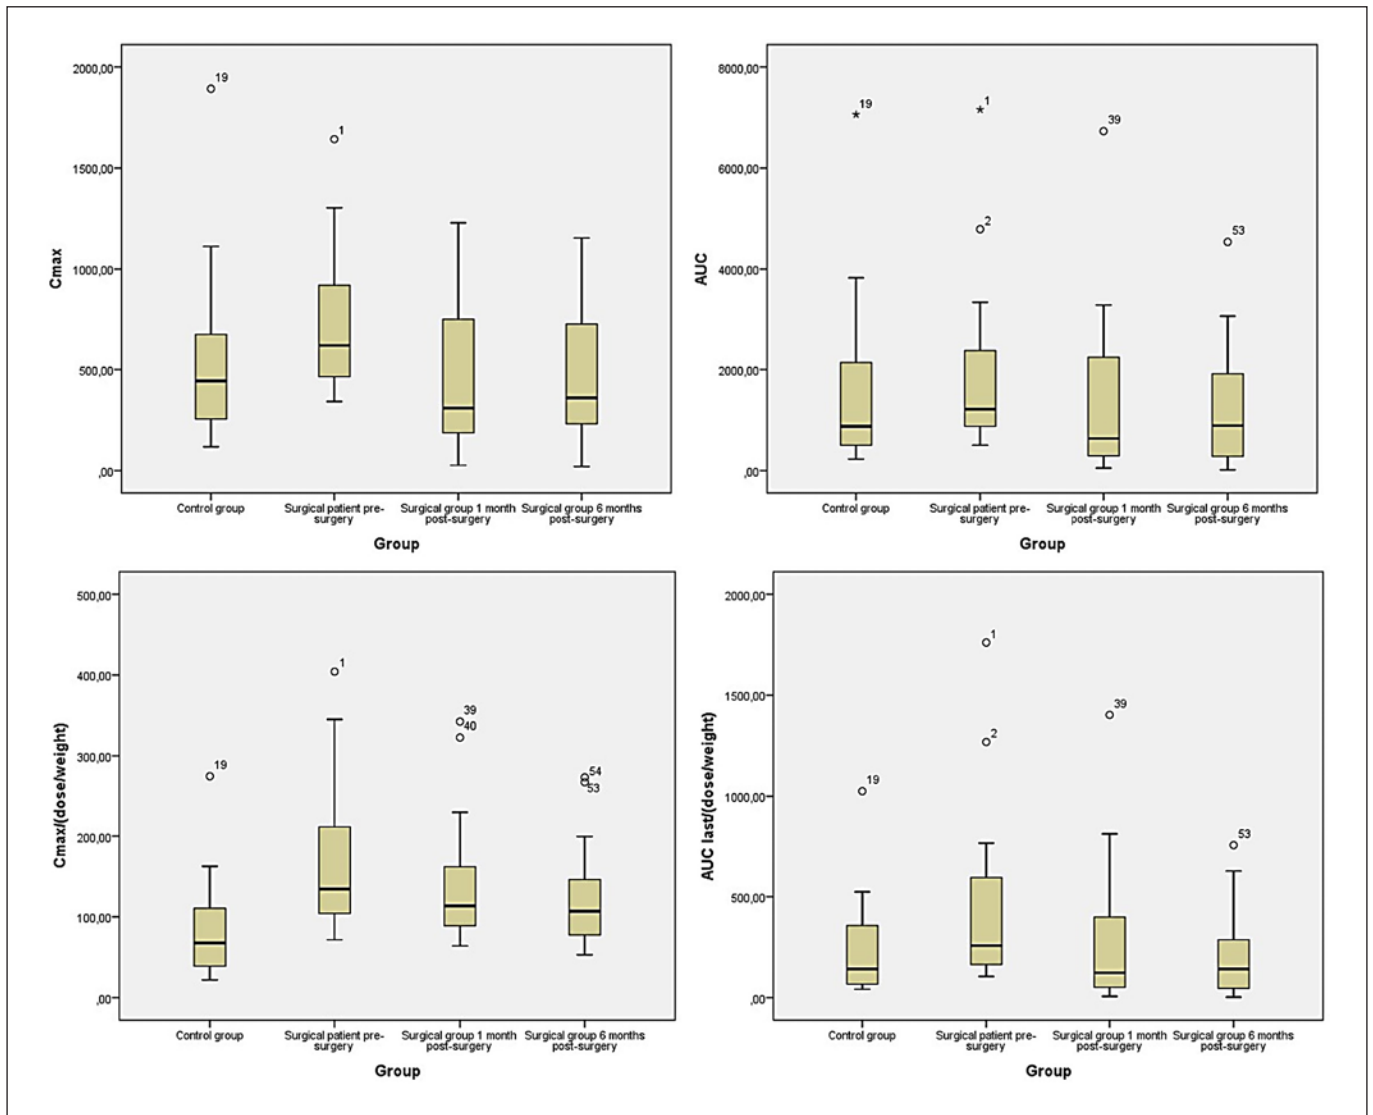 2000,00
1500,00
1000,00
500,00
,00
Cmax
19
1
Control group
Surgical patient pre-
surgery
Surgical group 1 month
post-surgery
Surgical group 6 months
post-surgery
Group
8000,00
6000,00
4000,00
2000,00
,00
AUC
19
1
2
39
53
Control group
Surgical patient pre-
surgery
Surgical group 1 month
post-surgery
Surgical group 6 months
post-surgery
Group
500,00
400,00
300,00
200,00
100,00
,00
Cmax/(dose/weight)
19
1
39
40
54
53
Control group
Surgical patient pre-
surgery
Surgical group 1 month
post-surgery
Surgical group 6 months
post-surgery
Group
2000,00
1500,00
1000,00
500,00
,00
AUC last/(dose/weight)
19
1
2
39
53
Control group
Surgical patient pre-
surgery
Surgical group 1 month
post-surgery
Surgical group 6 months
post-surgery
Group